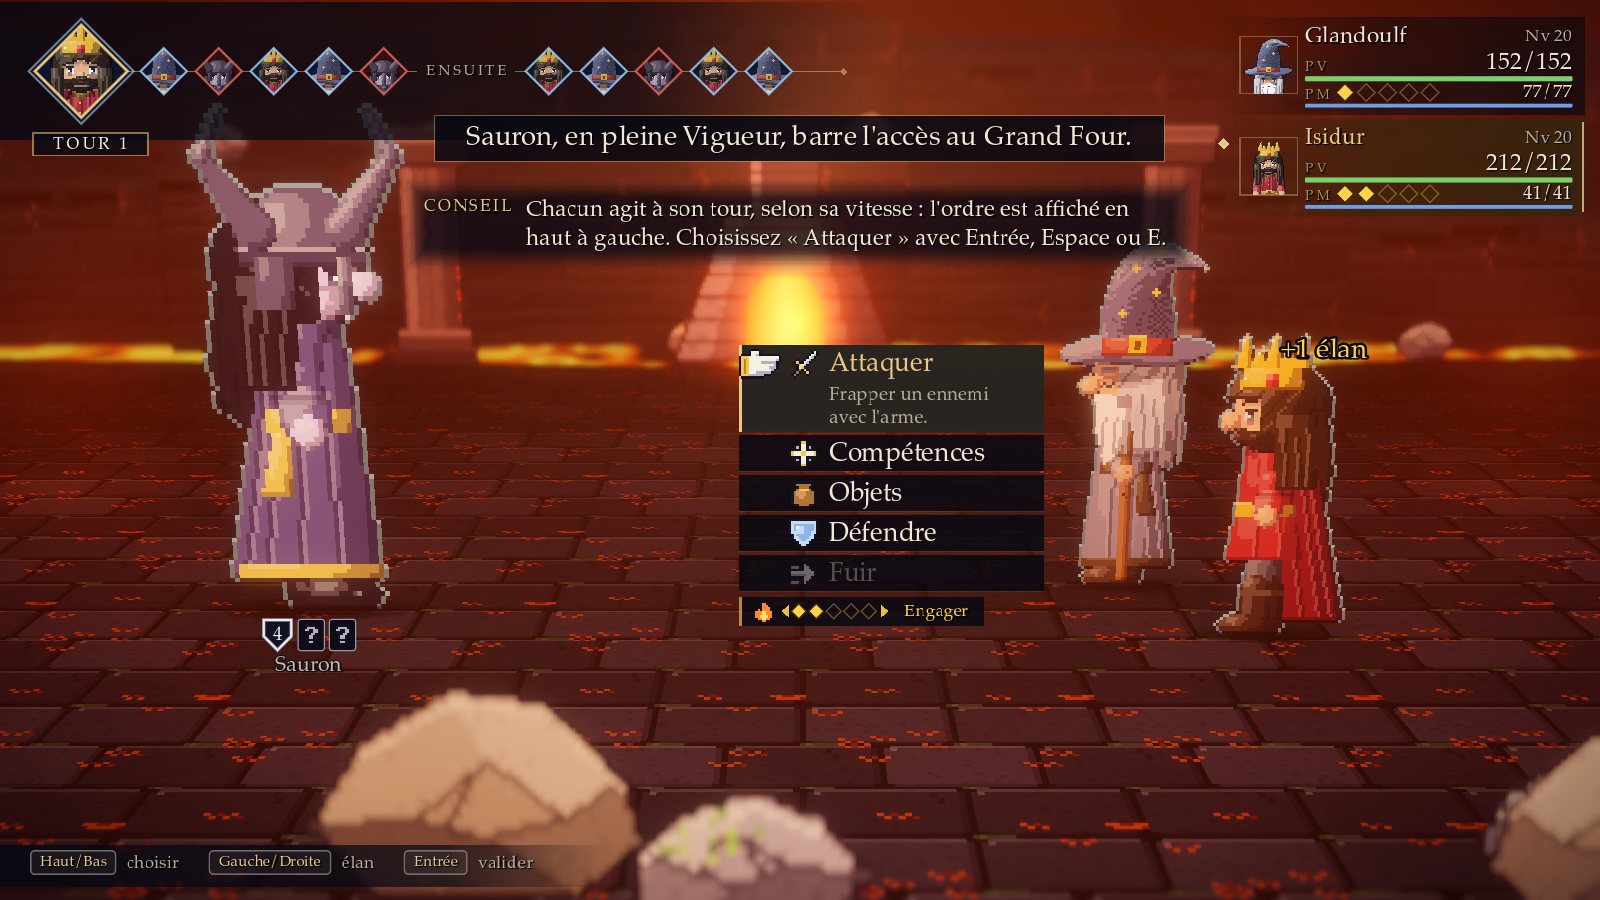 ENSUITE
TOUR 1
Glandoulf Nv 20
PV 152/152
PM 77/77
Isidur Nv 20
PV 212/212
PM 41/41
Sauron, en pleine Vigueur, barre l'accès au Grand Four.
CONSEIL Chacun agit à son tour, selon sa vitesse : l'ordre est affiché en
haut à gauche. Choisissez « Attaquer » avec Entrée, Espace ou E.
+1 élan
Attaquer
Frapper un ennemi
avec l'arme.
Compétences
Objets
Défendre
Fuir
Engager
4 ? ?
Sauron
Haut/Bas choisir Gauche/Droite élan Entrée valider